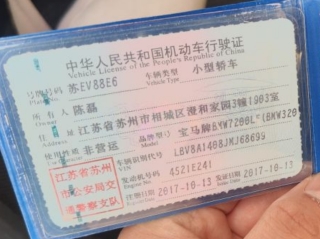 中华人民共和国机动车行驶证
Vehicle License of the People's Republic of China
号牌号码 苏EV88E6 车辆类型 小型轿车
Vehicle Type
所有人 陈磊
住址 江苏省苏州市相城区漫和家园3幢1903室
使用性质 非营运 品牌型号 宝马牌BMW7200L (BMW320
车辆识别代号 LBV8A1408JMJ68699
江苏省苏州
市公安局交
通警察支队
发动机号码 4521E241
注册日期 2017-10-13 发证日期 2017-10-13